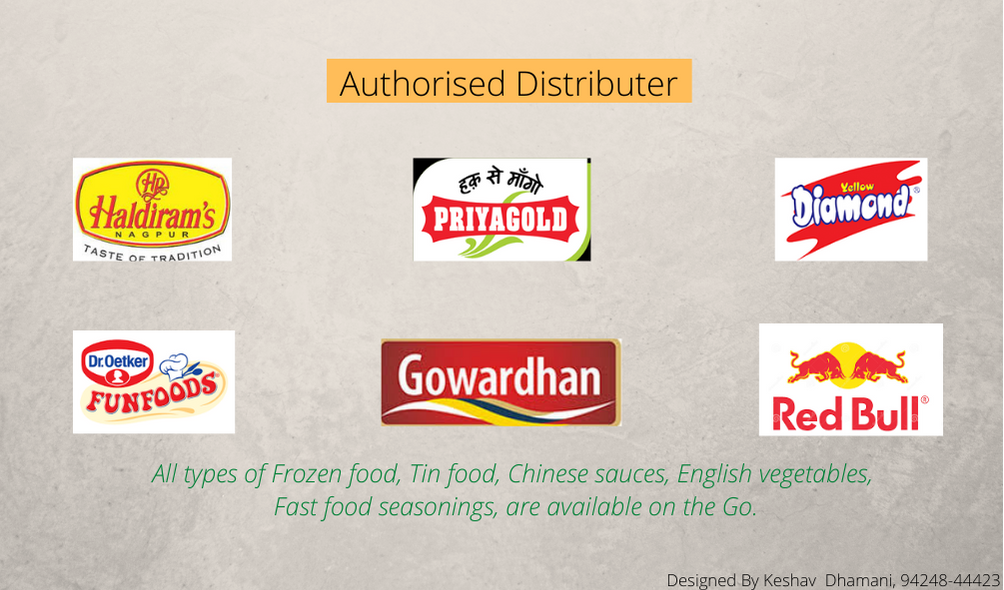 Authorised Distributer
HR
Haldiram's
NAGPUR
TASTE OF TRADITION
हक़ से माँगो
PRIYAGOLD
Yellow
Diamond®
Dr.Oetker
FUNFOODS®
Gowardhan
Red Bull®
All types of Frozen food, Tin food, Chinese sauces, English vegetables,
Fast food seasonings, are available on the Go.
Designed By Keshav Dhamani, 94248-44423